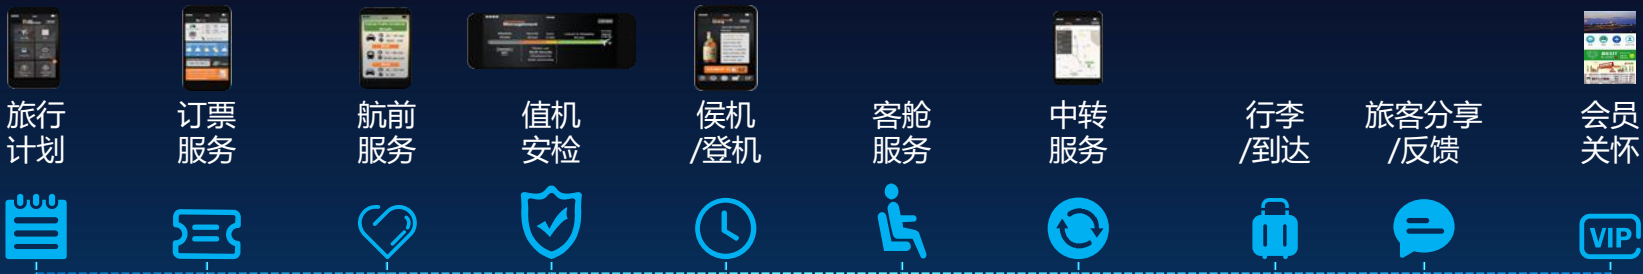 Management
旅行
计划
订票
服务
航前
服务
值机
安检
侯机
/登机
客舱
服务
中转
服务
行李
/到达
旅客分享
/反馈
会员
关怀
VIP